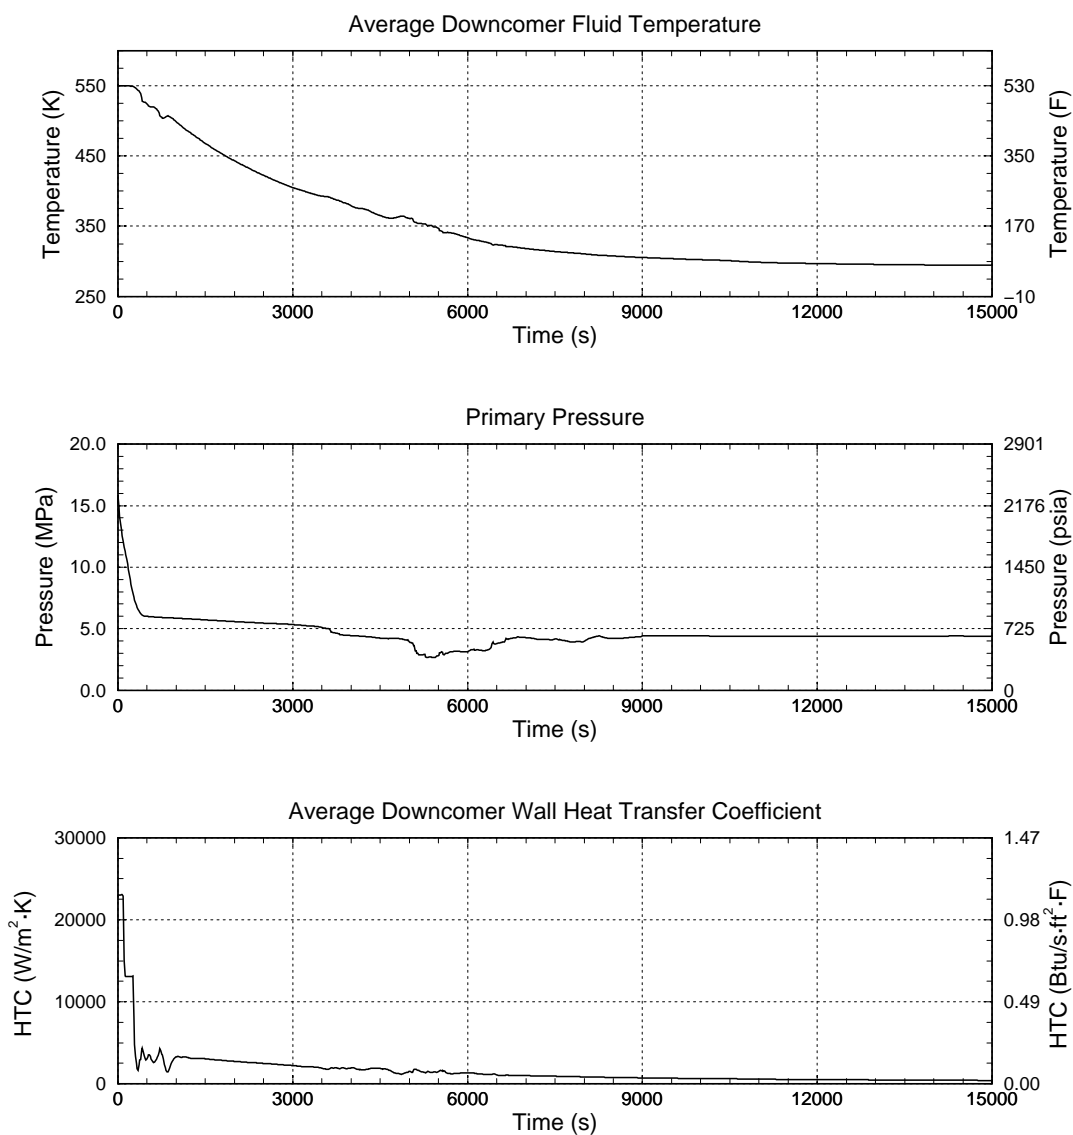 Average Downcomer Fluid Temperature
550
450
350
250
Temperature (K)
530
350
170
−10
Temperature (F)
0 3000 6000 9000 12000 15000
Time (s)
Primary Pressure
20.0
15.0
10.0
5.0
0.0
Pressure (MPa)
2901
2176
1450
725
0
Pressure (psia)
0 3000 6000 9000 12000 15000
Time (s)
Average Downcomer Wall Heat Transfer Coefficient
30000
20000
10000
0
HTC (W/m²·K)
1.47
0.98
0.49
0.00
HTC (Btu/s·ft²·F)
0 3000 6000 9000 12000 15000
Time (s)